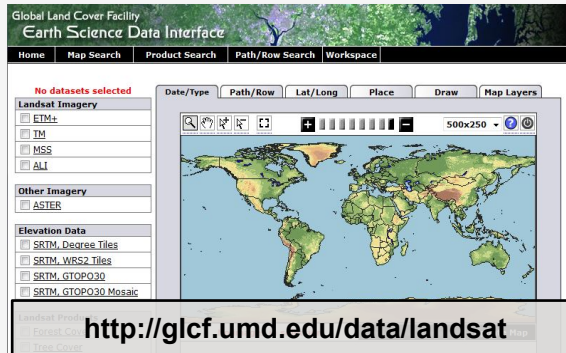 Global Land Cover Facility
Earth Science Data Interface
Home Map Search Product Search Path/Row Search Workspace
No datasets selected
Date/Type Path/Row Lat/Long Place Draw Map Layers
Landsat Imagery
ETM+
TM
MSS
ALI
500x250
Other Imagery
ASTER
Elevation Data
SRTM, Degree Tiles
SRTM, WRS2 Tiles
SRTM, GTOPO30
SRTM, GTOPO30 Mosaic
Landsat Products
http://glcf.umd.edu/data/landsat
Map
Tree Cover